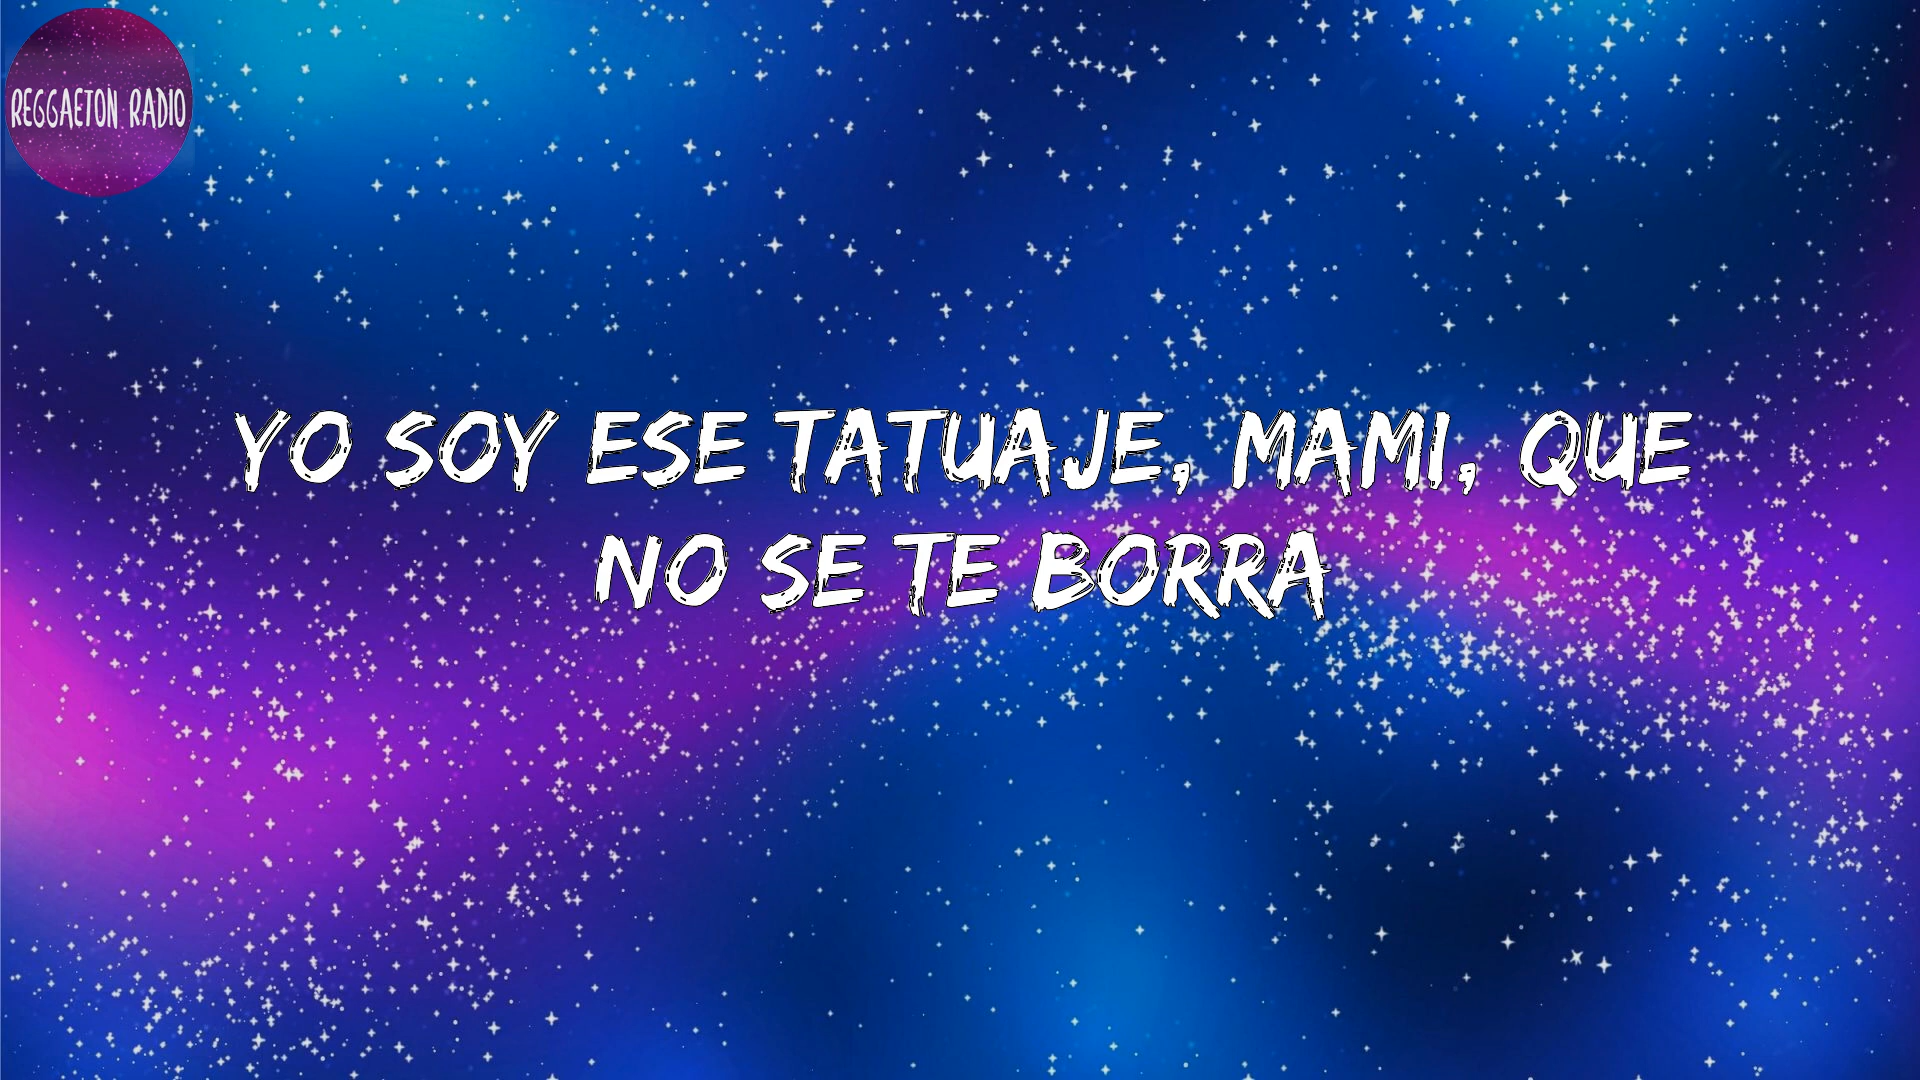 REGGAETON RADIO
YO SOY ESE TATUAJE, MAMI, QUE
NO SE TE BORRA